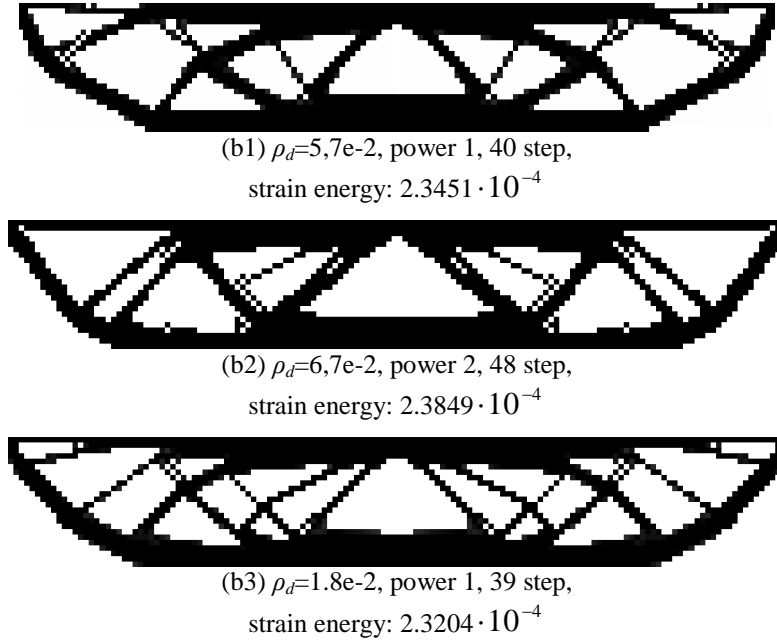 (b1) ρd=5,7e-2, power 1, 40 step,
strain energy: 2.3451·10⁻⁴
(b2) ρd=6,7e-2, power 2, 48 step,
strain energy: 2.3849·10⁻⁴
(b3) ρd=1.8e-2, power 1, 39 step,
strain energy: 2.3204·10⁻⁴